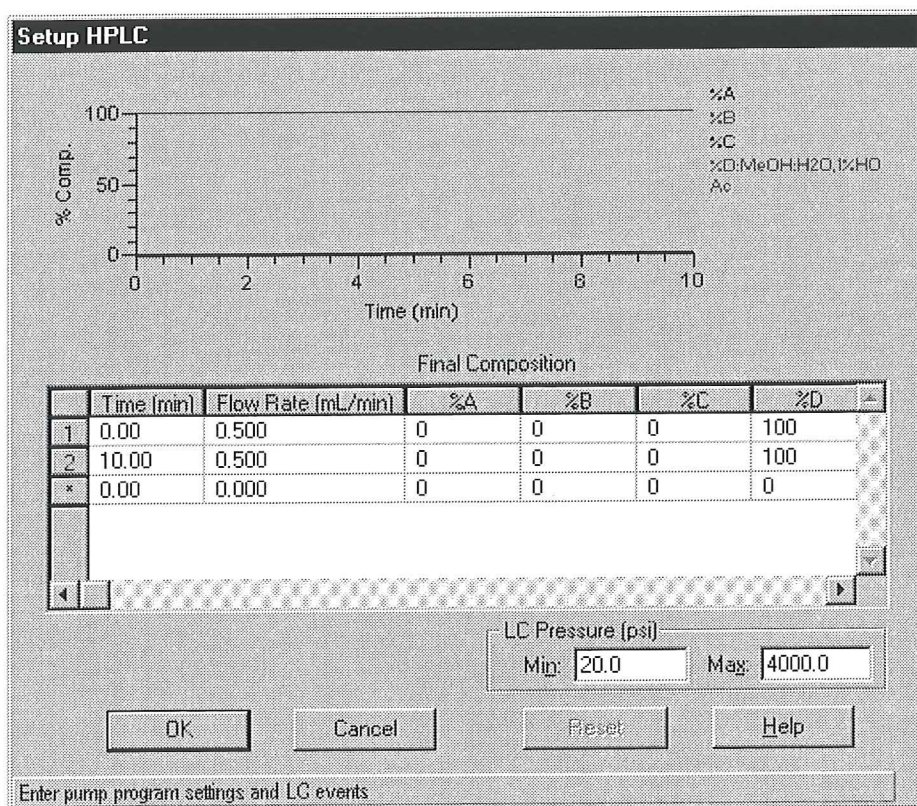 Setup HPLC
%A
%B
%C
%D:MeOH:H2O,1%HO
Ac
% Comp.
100
50
0
0 2 4 6 8 10
Time (min)
Final Composition
Time (min) Flow Rate (mL/min) %A %B %C %D
1 0.00 0.500 0 0 0 100
2 10.00 0.500 0 0 0 100
* 0.00 0.000 0 0 0 0
LC Pressure (psi)
Min: 20.0 Max: 4000.0
OK Cancel Reset Help
Enter pump program settings and LC events